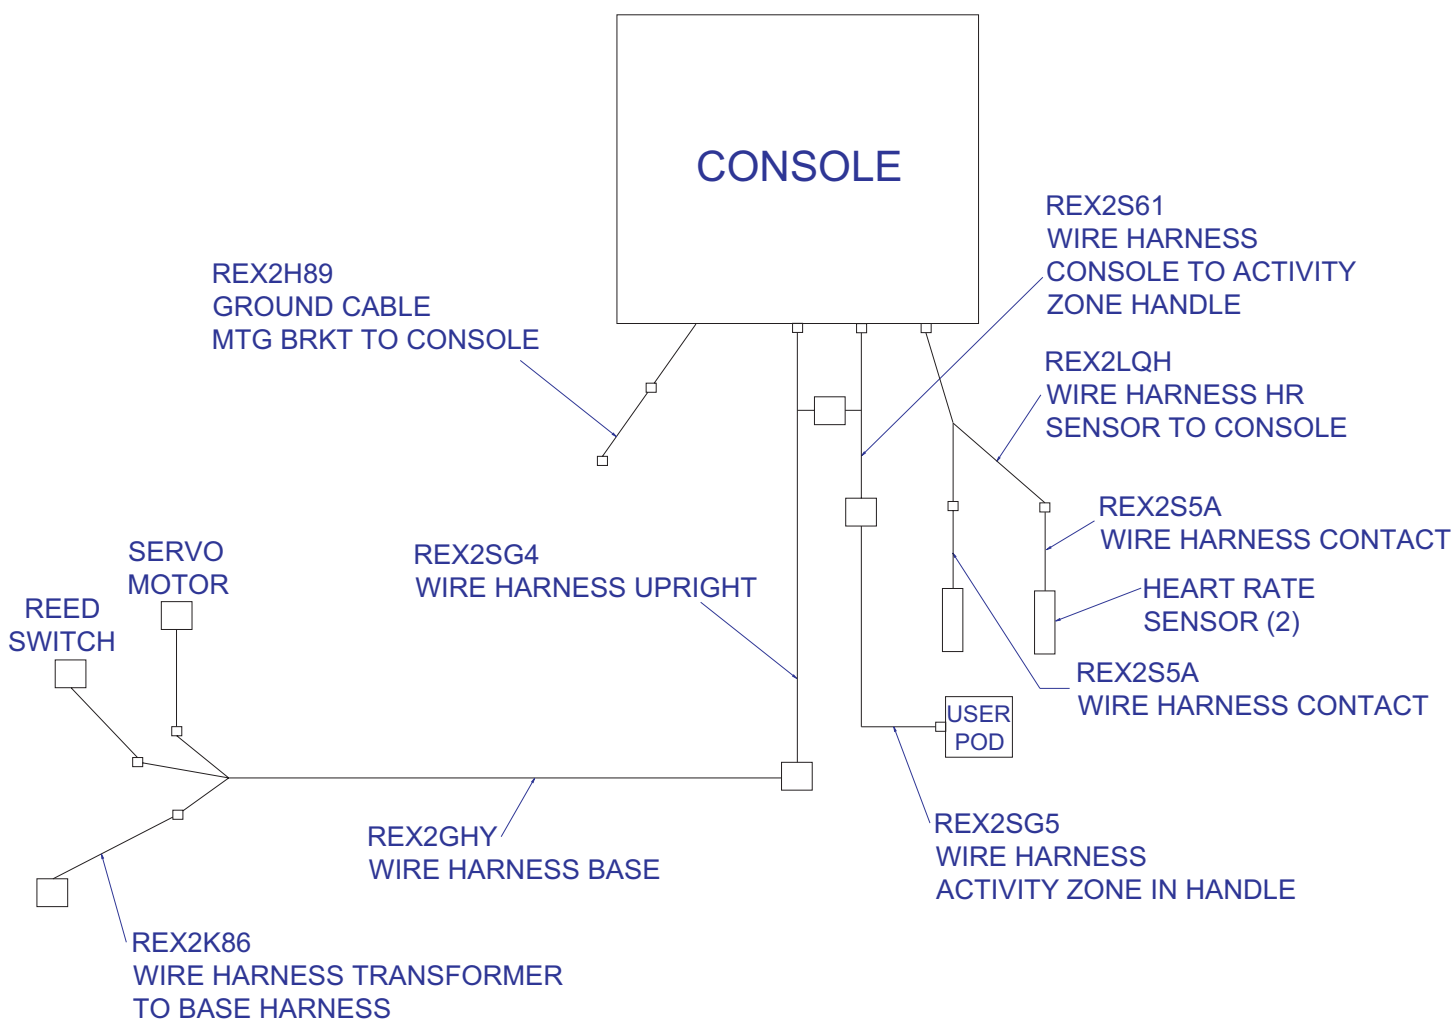 CONSOLE
REX2S61
WIRE HARNESS
CONSOLE TO ACTIVITY
ZONE HANDLE
REX2H89
GROUND CABLE
MTG BRKT TO CONSOLE
REX2LQH
WIRE HARNESS HR
SENSOR TO CONSOLE
REX2S5A
WIRE HARNESS CONTACT
SERVO
MOTOR
REX2SG4
WIRE HARNESS UPRIGHT
HEART RATE
SENSOR (2)
REED
SWITCH
REX2S5A
WIRE HARNESS CONTACT
USER
POD
REX2GHY
WIRE HARNESS BASE
REX2SG5
WIRE HARNESS
ACTIVITY ZONE IN HANDLE
REX2K86
WIRE HARNESS TRANSFORMER
TO BASE HARNESS